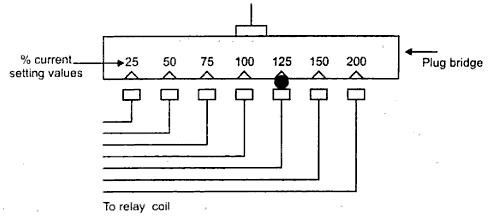 % current
setting values
25 50 75 100 125 150 200
Plug bridge
To relay coil